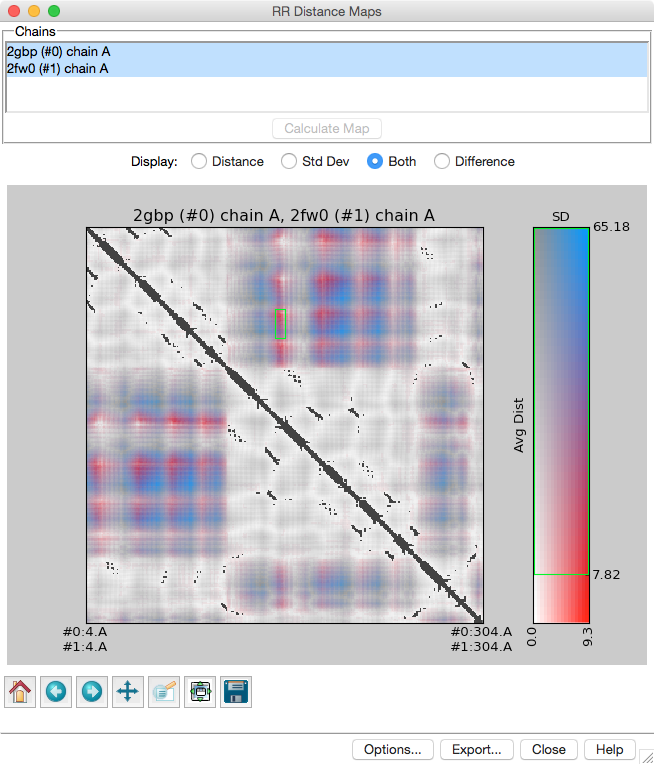 RR Distance Maps
Chains
2gbp (#0) chain A
2fw0 (#1) chain A
Calculate Map
Display: Distance Std Dev Both Difference
2gbp (#0) chain A, 2fw0 (#1) chain A
SD
65.18
Avg Dist
7.82
0.0
9.3
#0:4.A
#1:4.A
#0:304.A
#1:304.A
Options... Export... Close Help